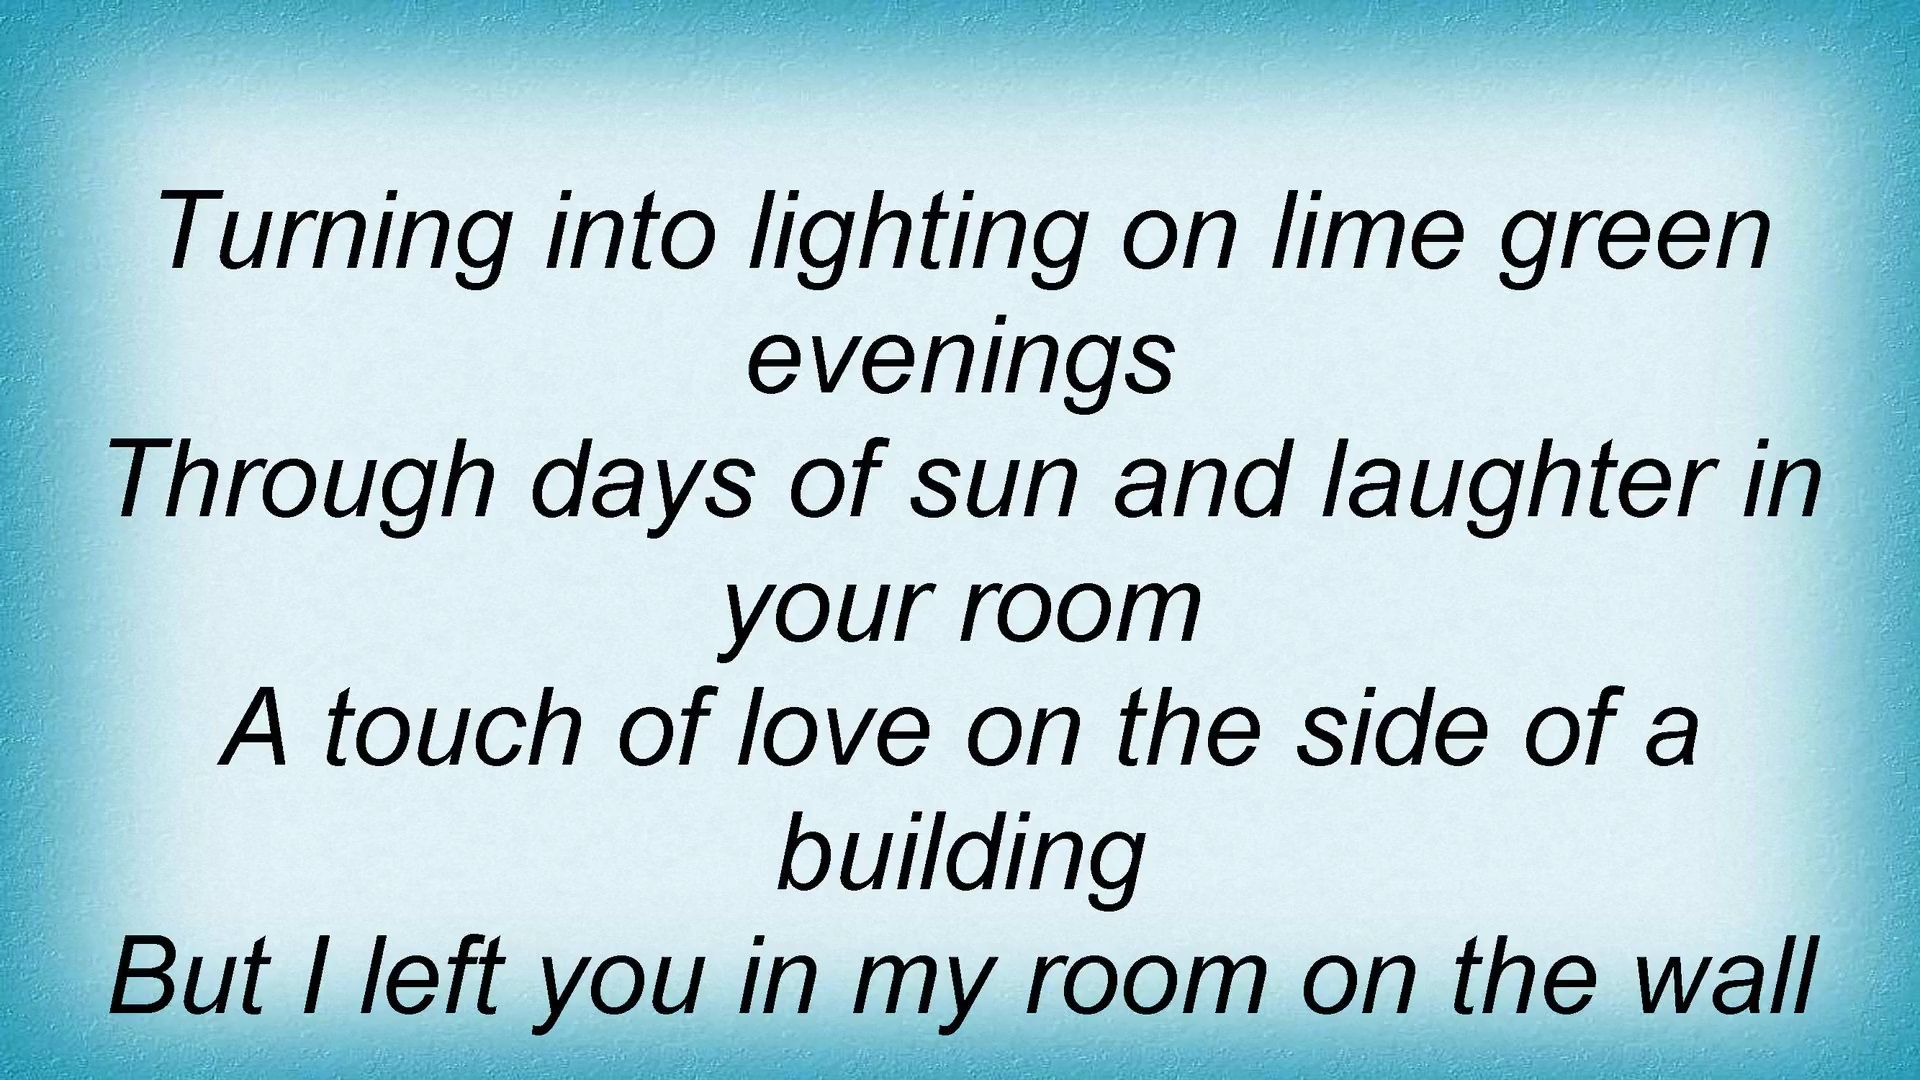 Turning into lighting on lime green
evenings
Through days of sun and laughter in
your room
A touch of love on the side of a
building
But I left you in my room on the wall